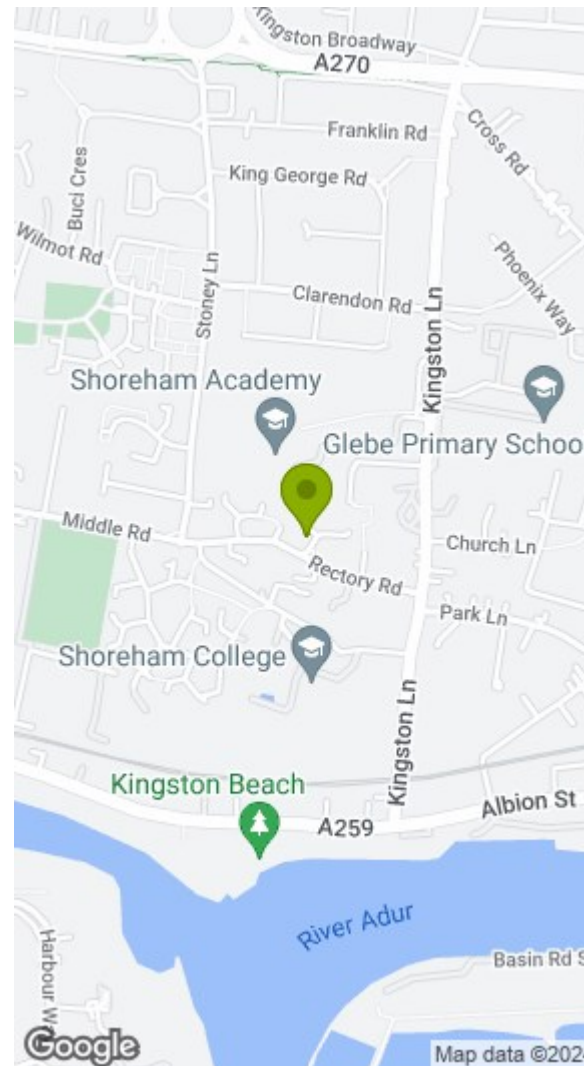 Kingston Broadway
A270
Franklin Rd
Cross Rd
King George Rd
Buci Cres
Wilmot Rd
Stoney Ln
Phoenix Way
Clarendon Rd
Kingston Ln
Shoreham Academy
Glebe Primary Schoo
Middle Rd
Church Ln
Rectory Rd
Park Ln
Shoreham College
Kingston Ln
Kingston Beach
Albion St
A259
River Adur
Harbour W
Basin Rd S
Google
Map data ©2024